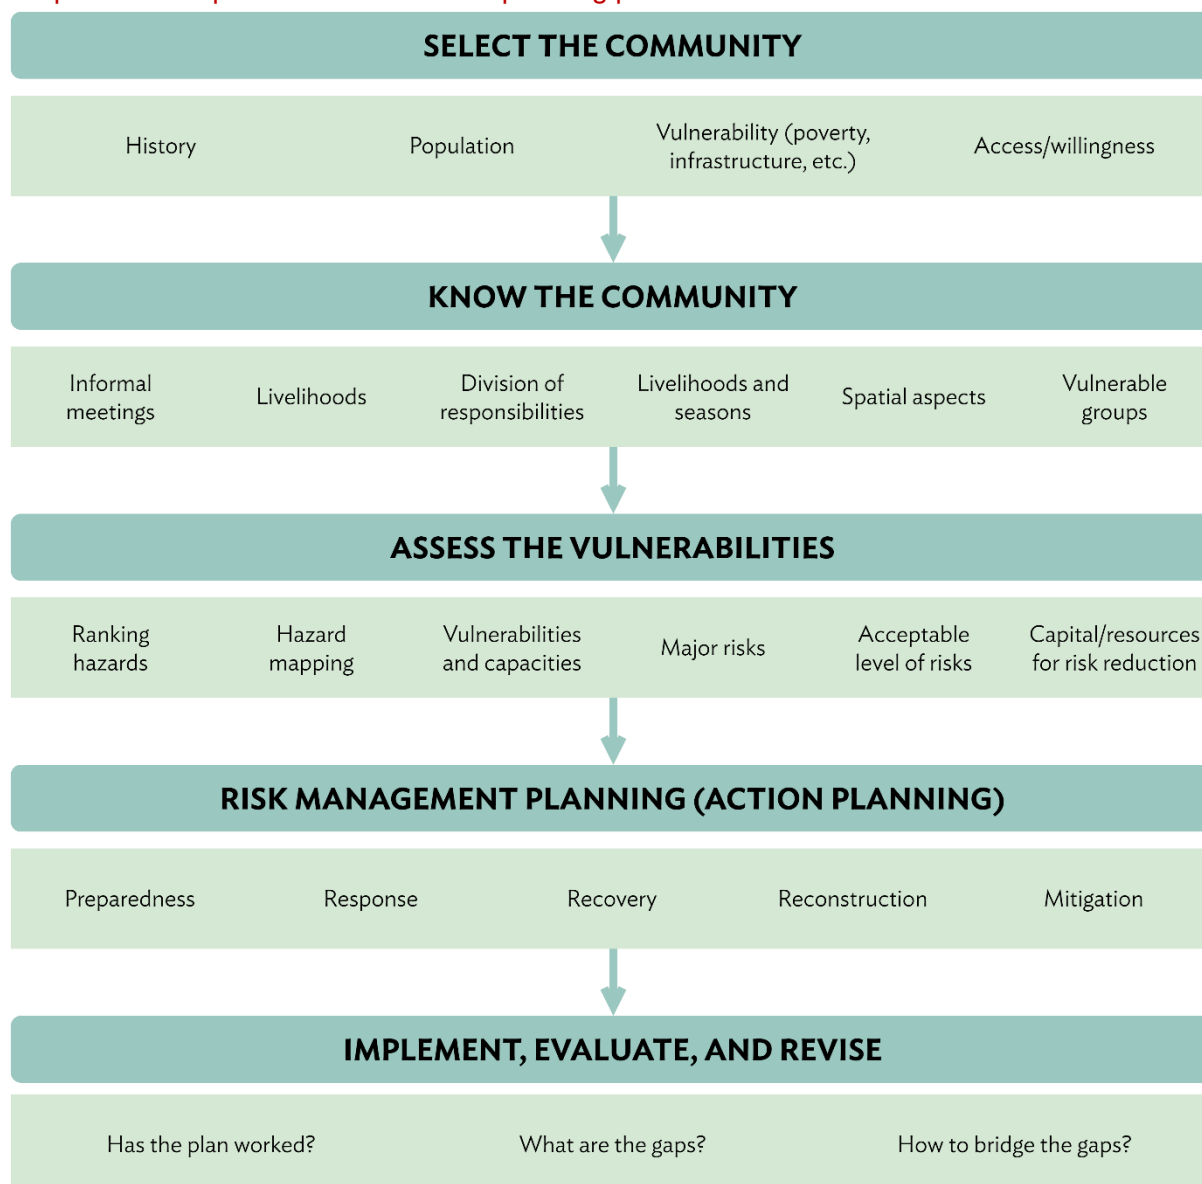 SELECT THE COMMUNITY
History
Population
Vulnerability (poverty,
infrastructure, etc.)
Access/willingness
KNOW THE COMMUNITY
Informal
meetings
Livelihoods
Division of
responsibilities
Livelihoods and
seasons
Spatial aspects
Vulnerable
groups
ASSESS THE VULNERABILITIES
Ranking
hazards
Hazard
mapping
Vulnerabilities
and capacities
Major risks
Acceptable
level of risks
Capital/resources
for risk reduction
RISK MANAGEMENT PLANNING (ACTION PLANNING)
Preparedness
Response
Recovery
Reconstruction
Mitigation
IMPLEMENT, EVALUATE, AND REVISE
Has the plan worked?
What are the gaps?
How to bridge the gaps?